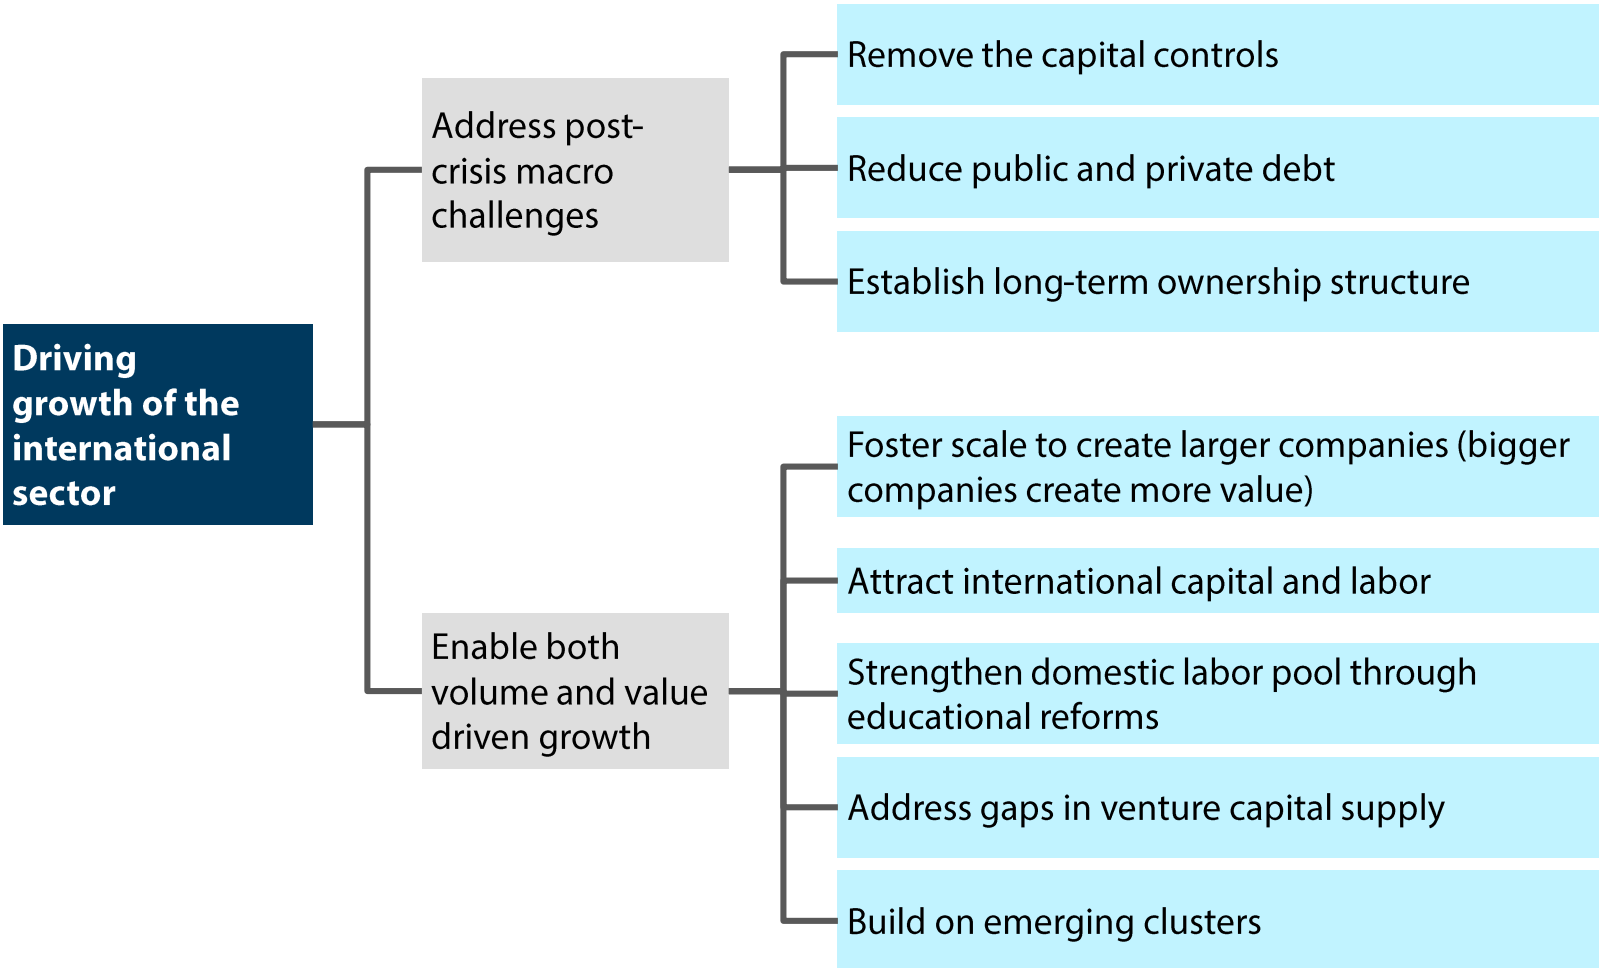 Driving
growth of the
international
sector
Address post-
crisis macro
challenges
Remove the capital controls
Reduce public and private debt
Establish long-term ownership structure
Enable both
volume and value
driven growth
Foster scale to create larger companies (bigger
companies create more value)
Attract international capital and labor
Strengthen domestic labor pool through
educational reforms
Address gaps in venture capital supply
Build on emerging clusters